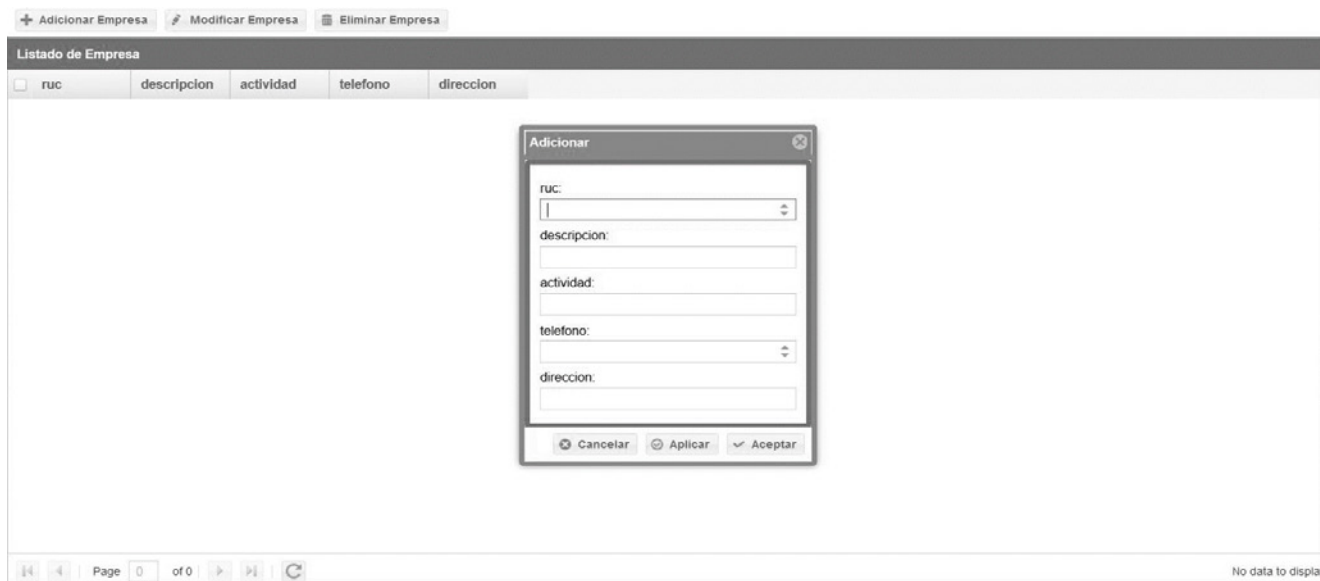 Adicionar Empresa Modificar Empresa Eliminar Empresa
Listado de Empresa
ruc descripcion actividad telefono direccion
Adicionar
ruc:
descripcion:
actividad:
telefono:
direccion:
Cancelar Aplicar Aceptar
Page 0 of 0 No data to displa